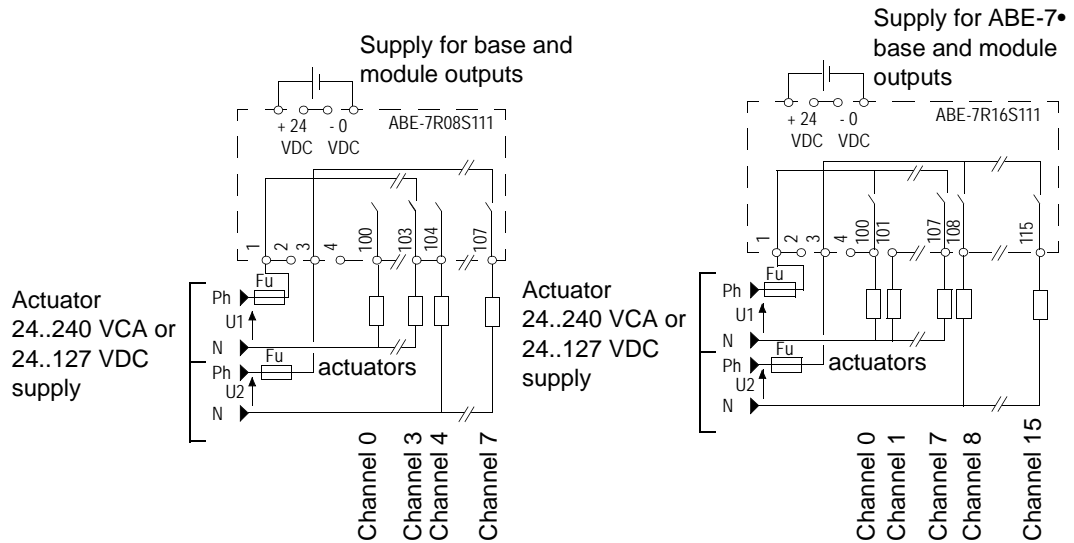 Supply for base and
module outputs
+ 24
VDC
- 0
VDC
ABE-7R08S111
1
2
3
4
100
103
104
107
Fu
Ph
U1
N
Fu
Ph
U2
N
actuators
Actuator
24..240 VCA or
24..127 VDC
supply
Channel 0
Channel 3
Channel 4
Channel 7
Supply for ABE-7•
base and module
outputs
+ 24
VDC
- 0
VDC
ABE-7R16S111
1
2
3
4
100
101
107
108
115
Fu
Ph
U1
N
Fu
Ph
U2
N
actuators
Actuator
24..240 VCA or
24..127 VDC
supply
Channel 0
Channel 1
Channel 7
Channel 8
Channel 15